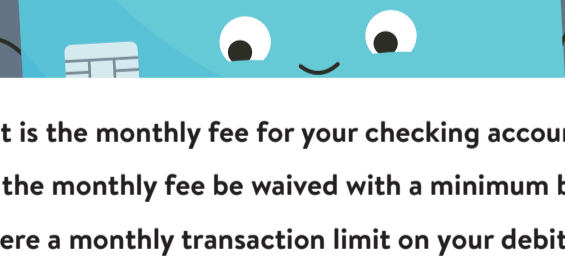 t is the monthly fee for your checking accou
the monthly fee be waived with a minimum b
ere a monthly transaction limit on your debit